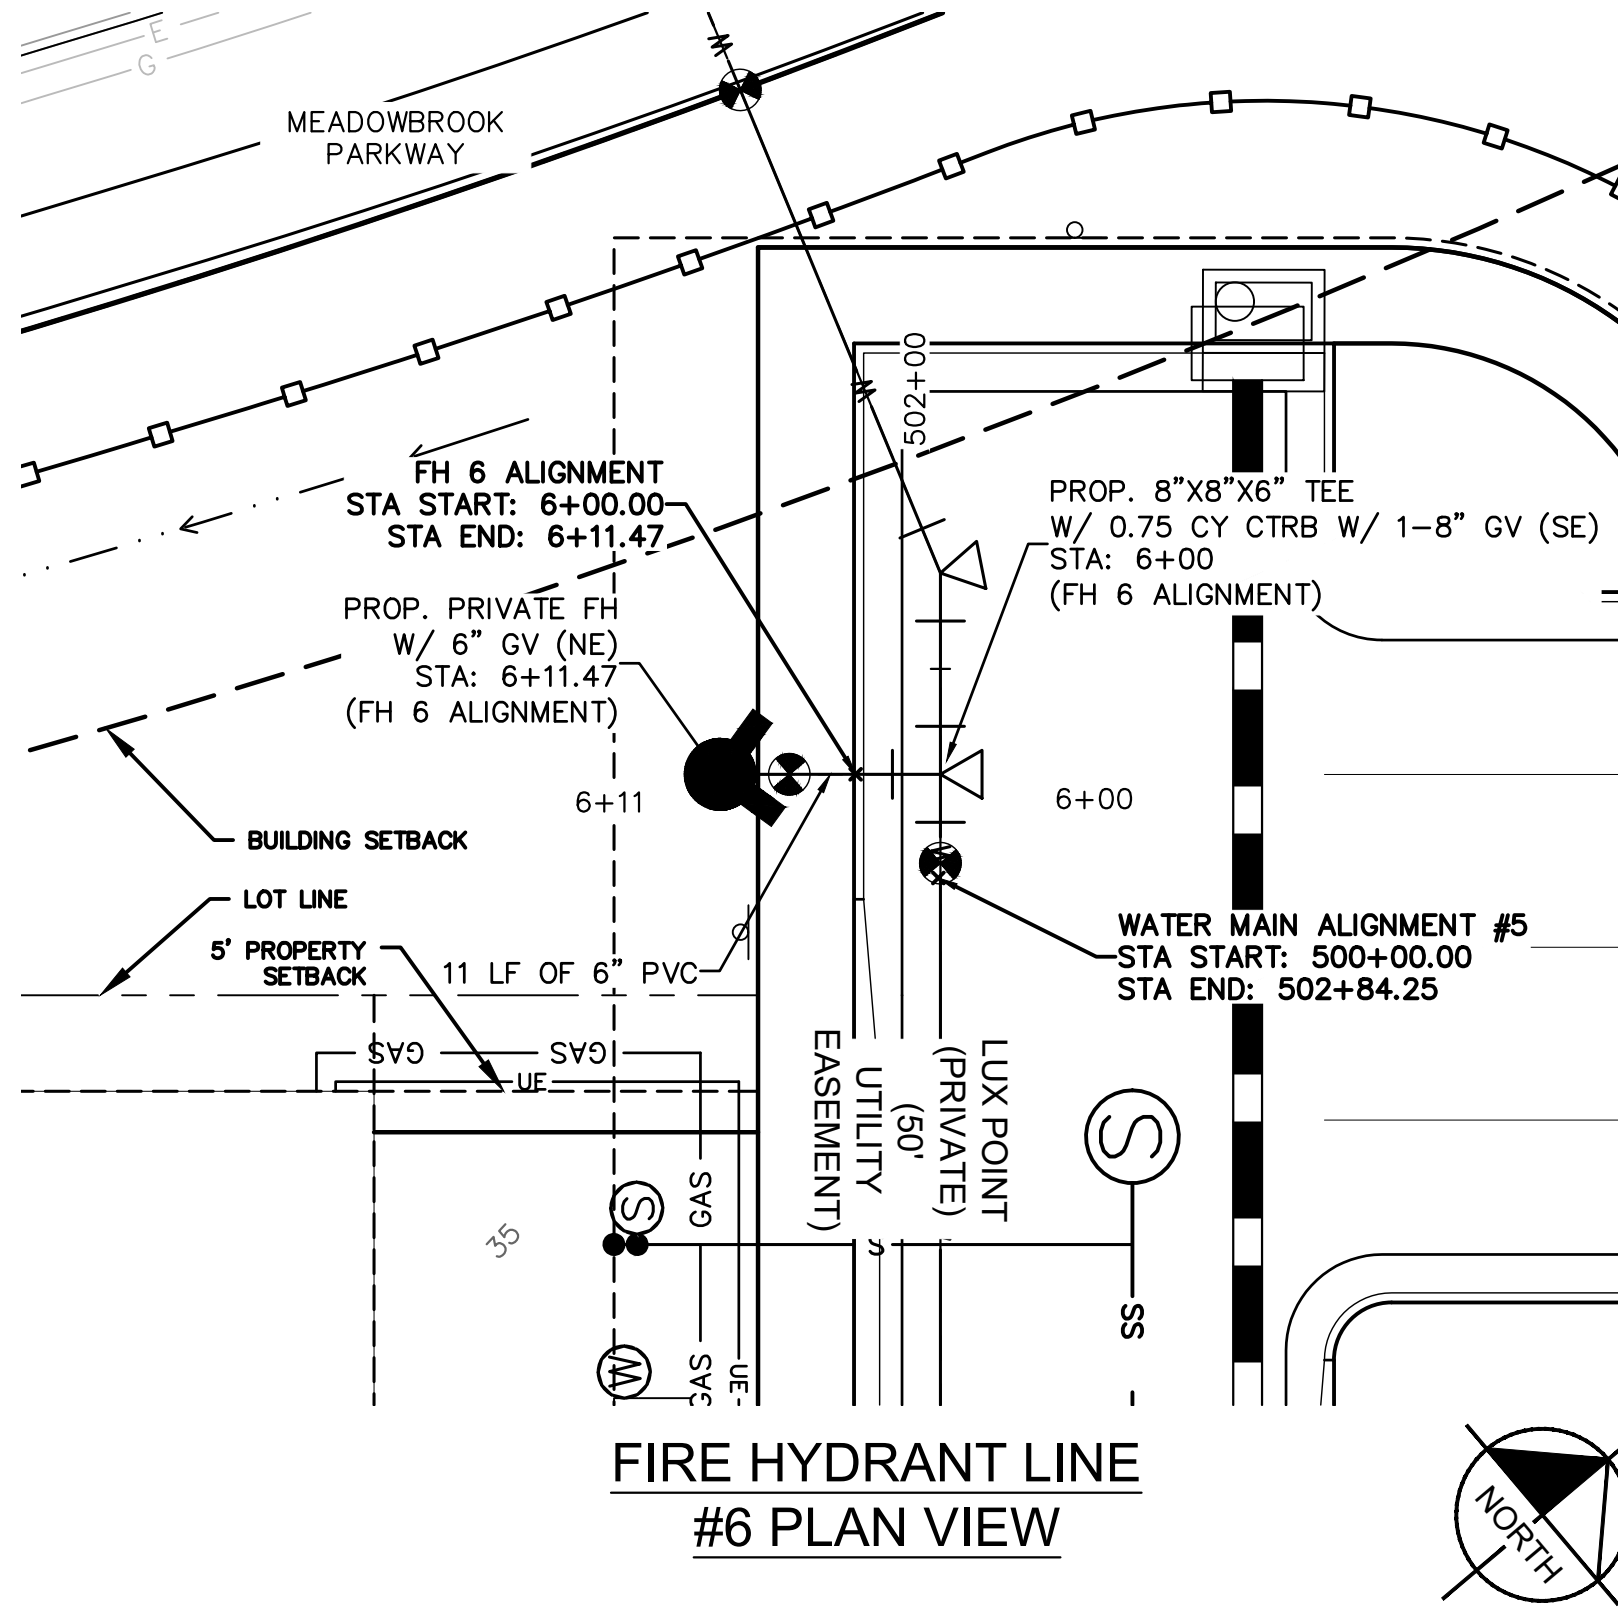 E
G
MEADOWBROOK
PARKWAY
W
W
502+00
FH 6 ALIGNMENT
STA START: 6+00.00
STA END: 6+11.47
PROP. 8”X8”X6” TEE
W/ 0.75 CY CTRB W/ 1-8” GV (SE)
STA: 6+00
(FH 6 ALIGNMENT)
PROP. PRIVATE FH
W/ 6” GV (NE)
STA: 6+11.47
(FH 6 ALIGNMENT)
6+11
6+00
BUILDING SETBACK
LOT LINE
5’ PROPERTY
SETBACK
11 LF OF 6” PVC
WATER MAIN ALIGNMENT #5
STA START: 500+00.00
STA END: 502+84.25
GAS
GAS
UE
LUX POINT
(PRIVATE)
(50'
UTILITY
EASEMENT)
S
S
GAS
35
S
SS
W
GAS
UE
FIRE HYDRANT LINE
#6 PLAN VIEW
NORTH